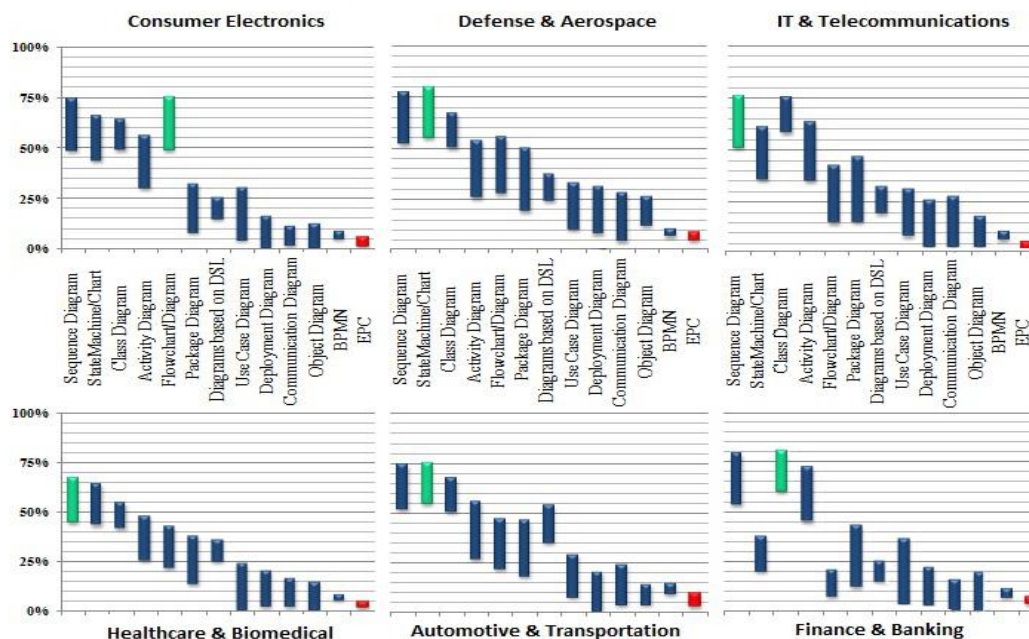 Consumer Electronics
Defense & Aerospace
IT & Telecommunications
100%
75%
50%
25%
0%
Sequence Diagram
StateMachine/Chart
Class Diagram
Activity Diagram
Flowchart/Diagram
Package Diagram
Diagrams based on DSL
Use Case Diagram
Deployment Diagram
Communication Diagram
Object Diagram
BPMN
EPC
Sequence Diagram
StateMachine/Chart
Class Diagram
Activity Diagram
Flowchart/Diagram
Package Diagram
Diagrams based on DSL
Use Case Diagram
Deployment Diagram
Communication Diagram
Object Diagram
BPMN
EPC
Sequence Diagram
StateMachine/Chart
Class Diagram
Activity Diagram
Flowchart/Diagram
Package Diagram
Diagrams based on DSL
Use Case Diagram
Deployment Diagram
Communication Diagram
Object Diagram
BPMN
EPC
100%
75%
50%
25%
0%
Healthcare & Biomedical
Automotive & Transportation
Finance & Banking